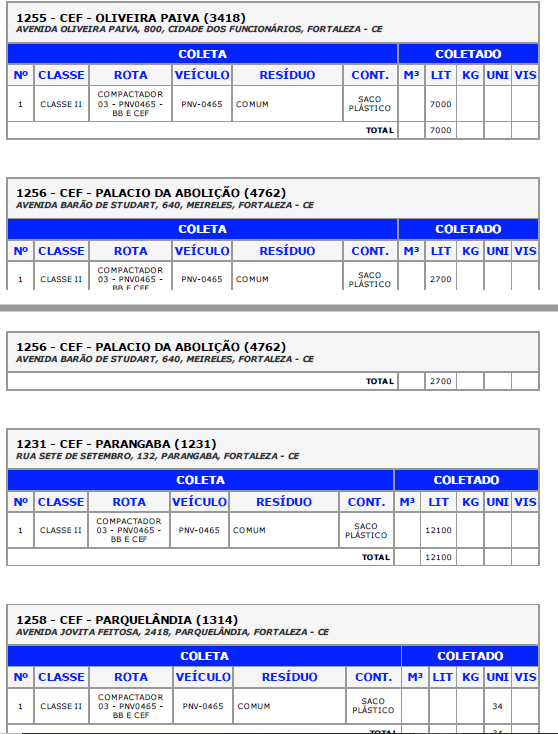 1255 - CEF - OLIVEIRA PAIVA (3418)
AVENIDA OLIVEIRA PAIVA, 800, CIDADE DOS FUNCIONÁRIOS, FORTALEZA - CE
COLETA COLETADO
Nº CLASSE ROTA VEÍCULO RESÍDUO CONT. M³ LIT KG UNI VIS
1 CLASSE II COMPACTADOR 03 - PNV0465 - BB E CEF PNV-0465 COMUM SACO PLÁSTICO 7000
TOTAL 7000
1256 - CEF - PALACIO DA ABOLIÇÃO (4762)
AVENIDA BARÃO DE STUDART, 640, MEIRELES, FORTALEZA - CE
COLETA COLETADO
Nº CLASSE ROTA VEÍCULO RESÍDUO CONT. M³ LIT KG UNI VIS
1 CLASSE II COMPACTADOR 03 - PNV0465 - BB E CEF PNV-0465 COMUM SACO PLÁSTICO 2700
1256 - CEF - PALACIO DA ABOLIÇÃO (4762)
AVENIDA BARÃO DE STUDART, 640, MEIRELES, FORTALEZA - CE
TOTAL 2700
1231 - CEF - PARANGABA (1231)
RUA SETE DE SETEMBRO, 132, PARANGABA, FORTALEZA - CE
COLETA COLETADO
Nº CLASSE ROTA VEÍCULO RESÍDUO CONT. M³ LIT KG UNI VIS
1 CLASSE II COMPACTADOR 03 - PNV0465 - BB E CEF PNV-0465 COMUM SACO PLÁSTICO 12100
TOTAL 12100
1258 - CEF - PARQUELÂNDIA (1314)
AVENIDA JOVITA FEITOSA, 2418, PARQUELÂNDIA, FORTALEZA - CE
COLETA COLETADO
Nº CLASSE ROTA VEÍCULO RESÍDUO CONT. M³ LIT KG UNI VIS
1 CLASSE II COMPACTADOR 03 - PNV0465 - BB E CEF PNV-0465 COMUM SACO PLÁSTICO 34
TOTAL 34